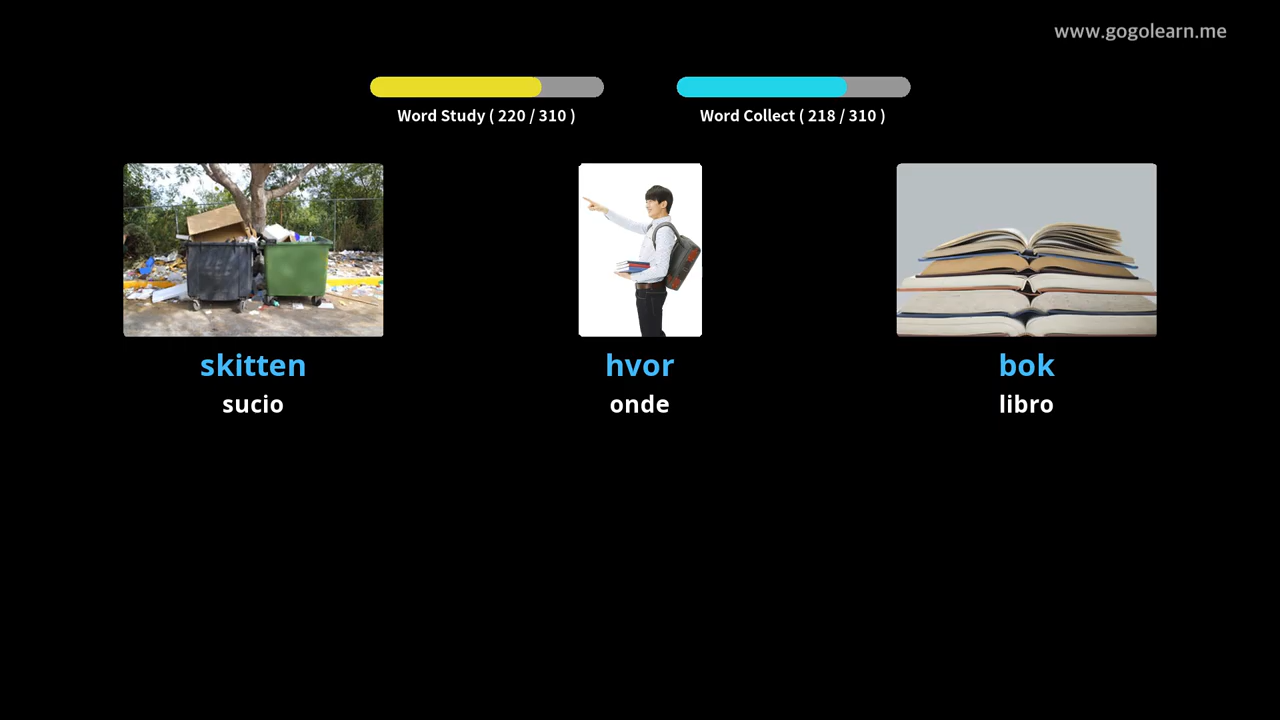 www.gogolearn.me
Word Study ( 220 / 310 )
Word Collect ( 218 / 310 )
skitten
hvor
bok
sucio
onde
libro